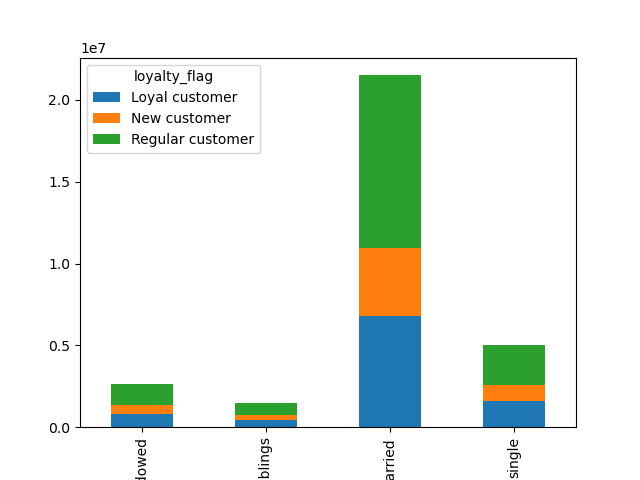 1e7
loyalty_flag
Loyal customer
New customer
Regular customer
2.0
1.5
1.0
0.5
0.0
dowed
blings
arried
single